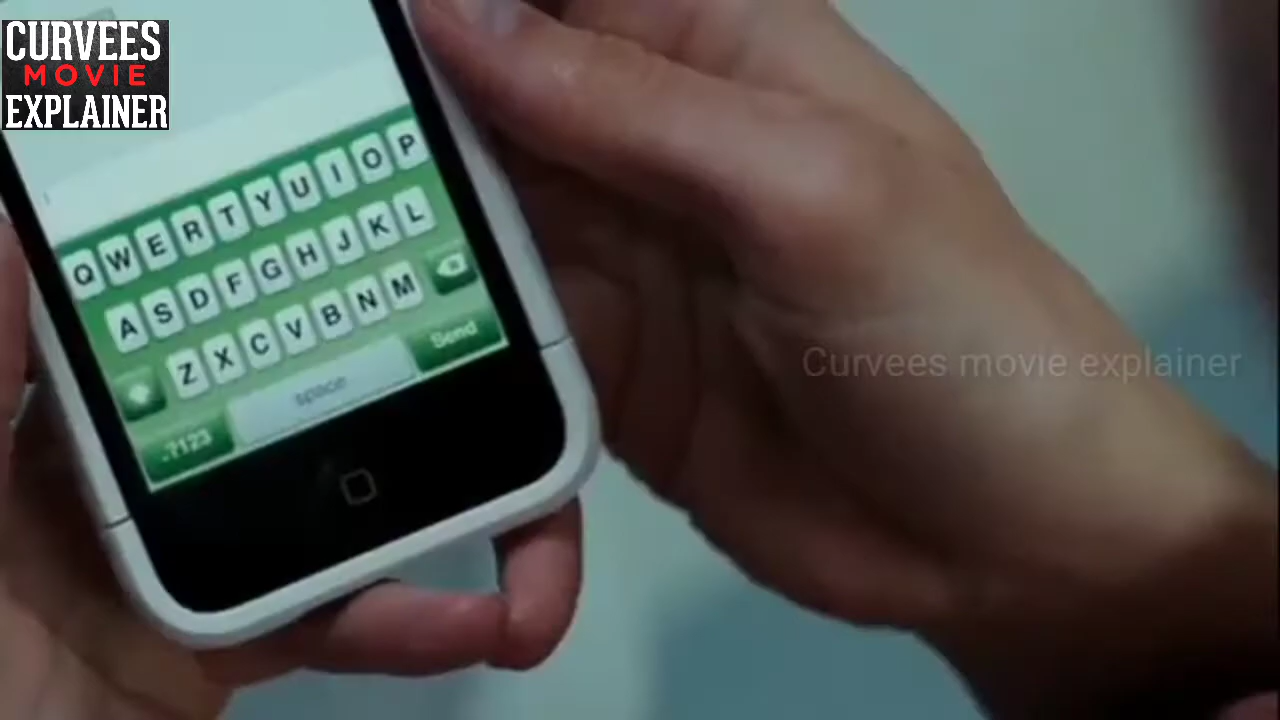 CURVEES
MOVIE
EXPLAINER
Q W E R T Y U I O P
A S D F G H J K L
Z X C V B N M
.?123 space Send
Curvees movie explainer